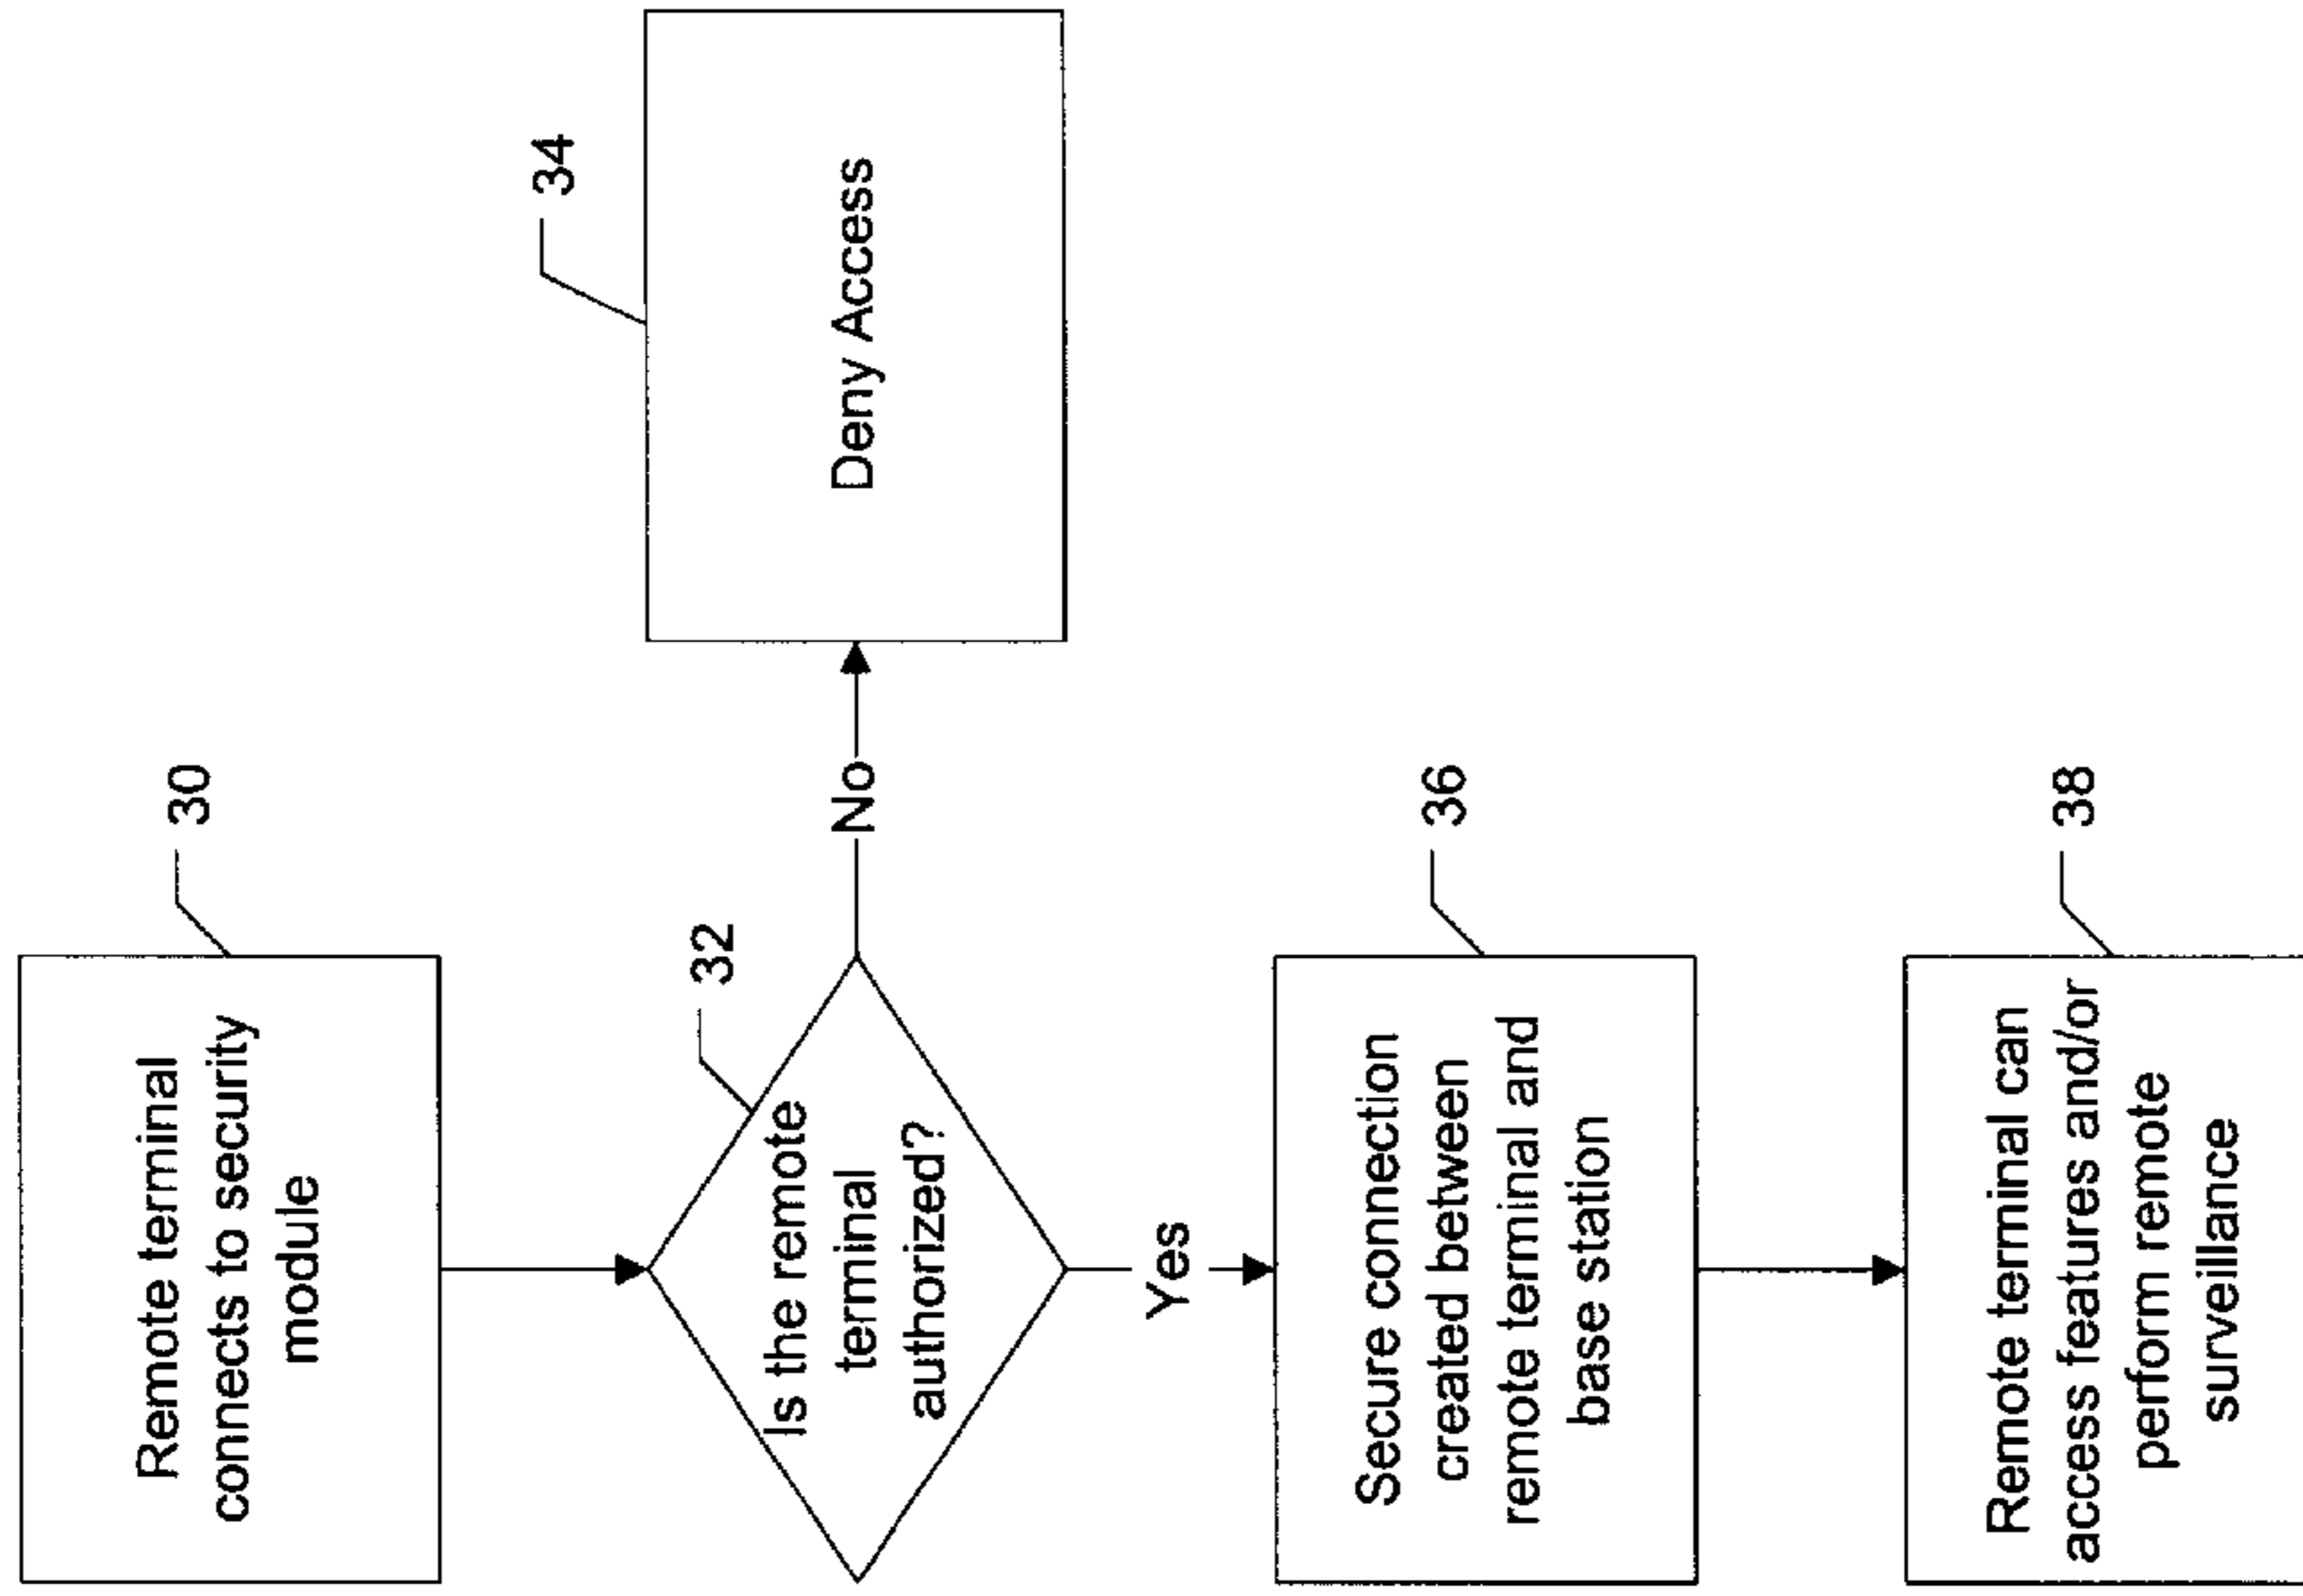 30
Remote terminal
connects to security
module
32
Is the remote
terminal
authorized?
No
34
Deny Access
Yes
36
Secure connection
created between
remote terminal and
base station
38
Remote terminal can
access features and/or
perform remote
surveillance